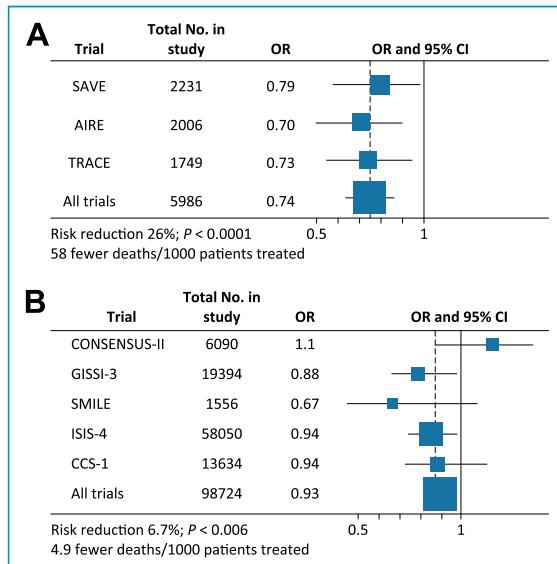 A
Total No. in
Trial study OR OR and 95% CI
SAVE 2231 0.79
AIRE 2006 0.70
TRACE 1749 0.73
All trials 5986 0.74
Risk reduction 26%; P < 0.0001 0.5 1
58 fewer deaths/1000 patients treated
B
Total No. in
Trial study OR OR and 95% CI
CONSENSUS-II 6090 1.1
GISSI-3 19394 0.88
SMILE 1556 0.67
ISIS-4 58050 0.94
CCS-1 13634 0.94
All trials 98724 0.93
Risk reduction 6.7%; P < 0.006 0.5 1
4.9 fewer deaths/1000 patients treated